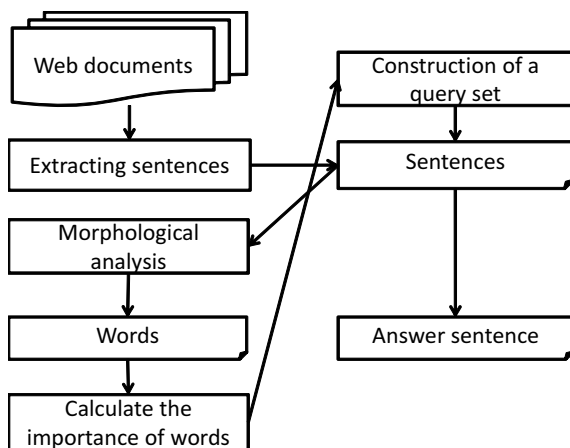 Web documents
Extracting sentences
Morphological
analysis
Words
Calculate the
importance of words
Construction of a
query set
Sentences
Answer sentence